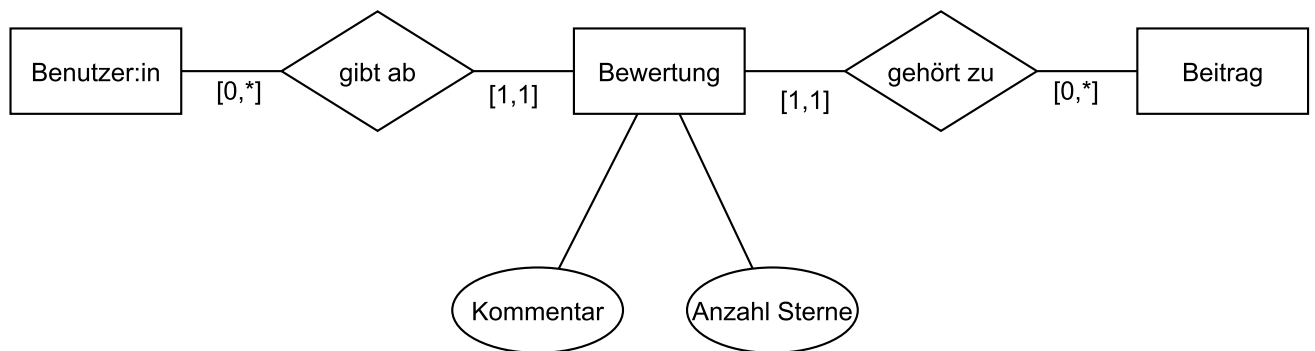 Benutzer:in
[0,*]
gibt ab
[1,1]
Bewertung
[1,1]
gehört zu
[0,*]
Beitrag
Kommentar
Anzahl Sterne